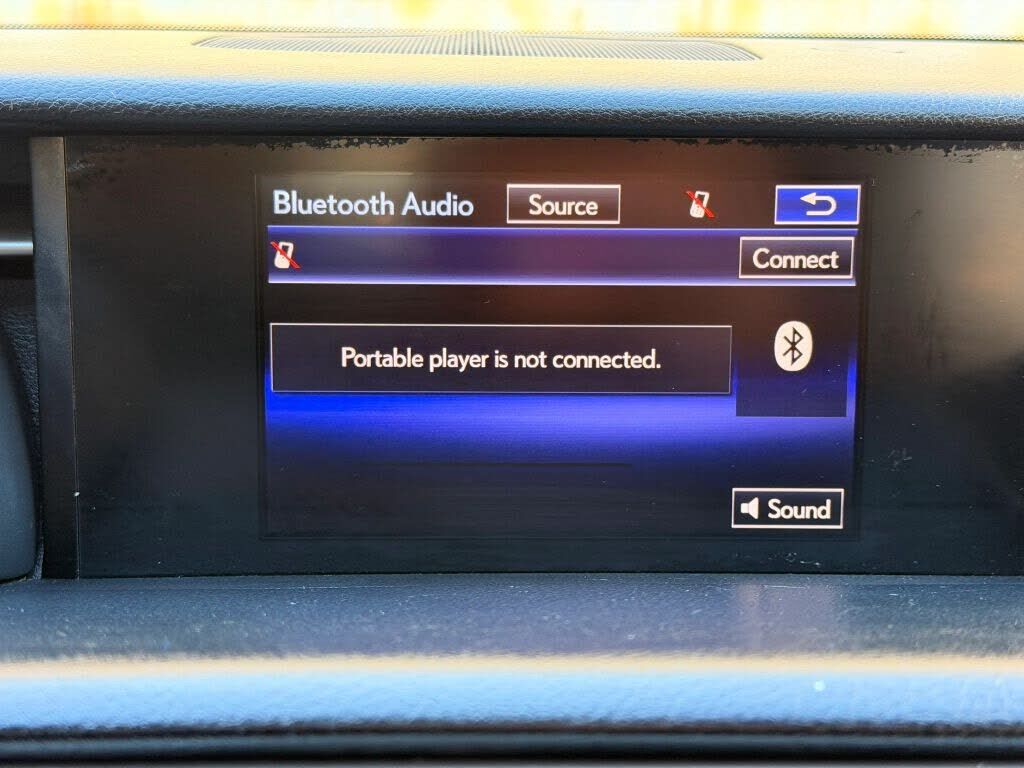 Bluetooth Audio Source
Connect
Portable player is not connected.
Sound